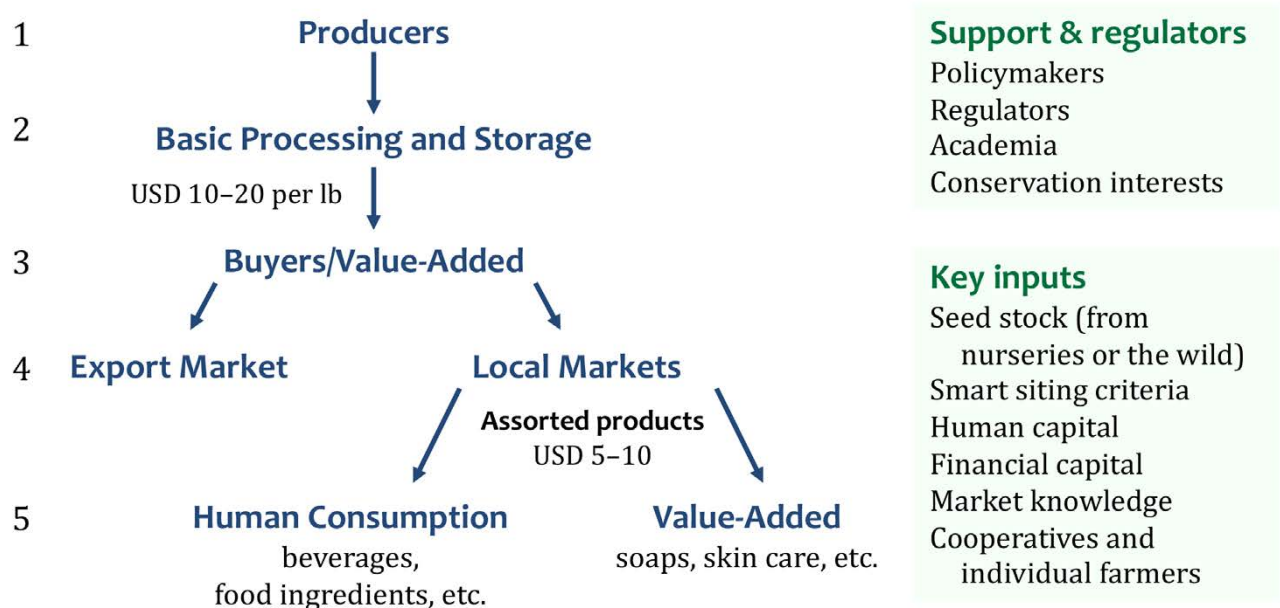 1
Producers
2
Basic Processing and Storage
USD 10–20 per lb
3
Buyers/Value-Added
4
Export Market
Local Markets
Assorted products
USD 5–10
5
Human Consumption
beverages,
food ingredients, etc.
Value-Added
soaps, skin care, etc.
Support & regulators
Policymakers
Regulators
Academia
Conservation interests
Key inputs
Seed stock (from
nurseries or the wild)
Smart siting criteria
Human capital
Financial capital
Market knowledge
Cooperatives and
individual farmers